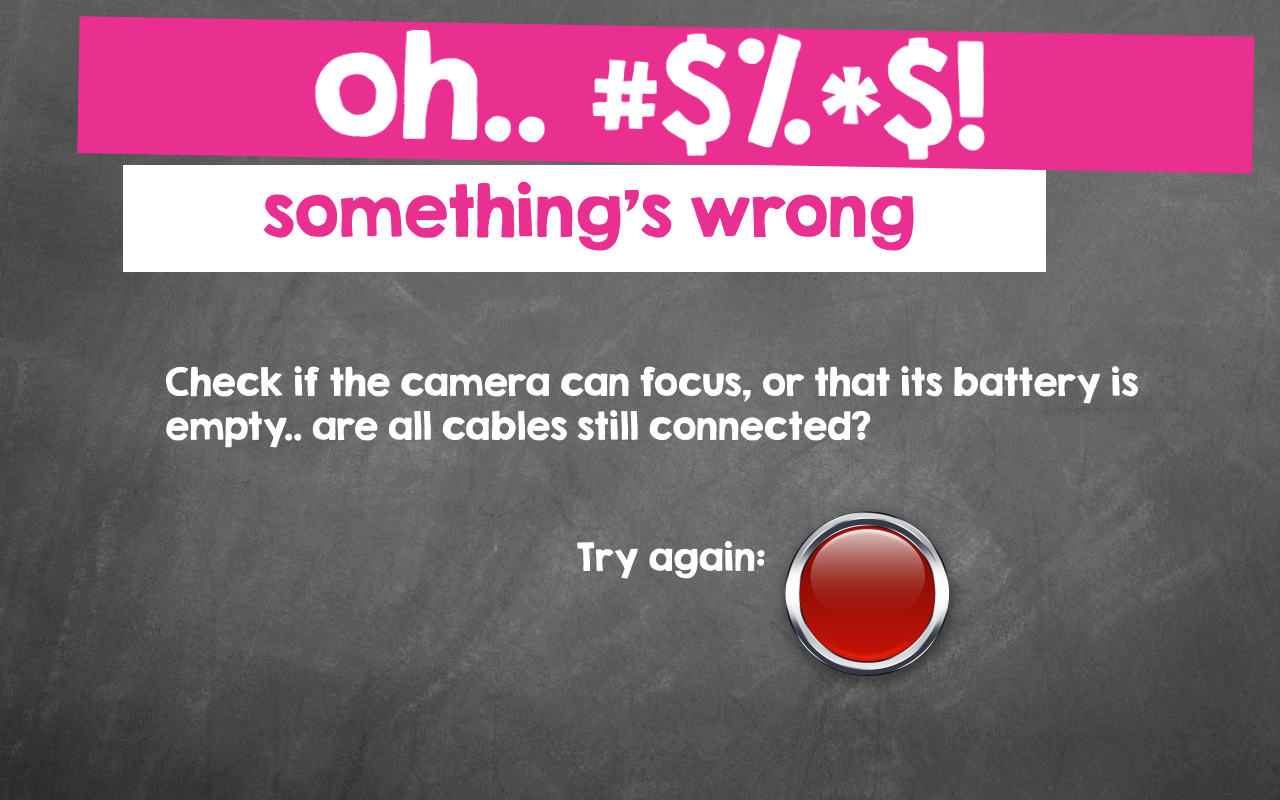 oh.. #$%*$!
something's wrong
Check if the camera can focus, or that its battery is
empty.. are all cables still connected?
Try again: